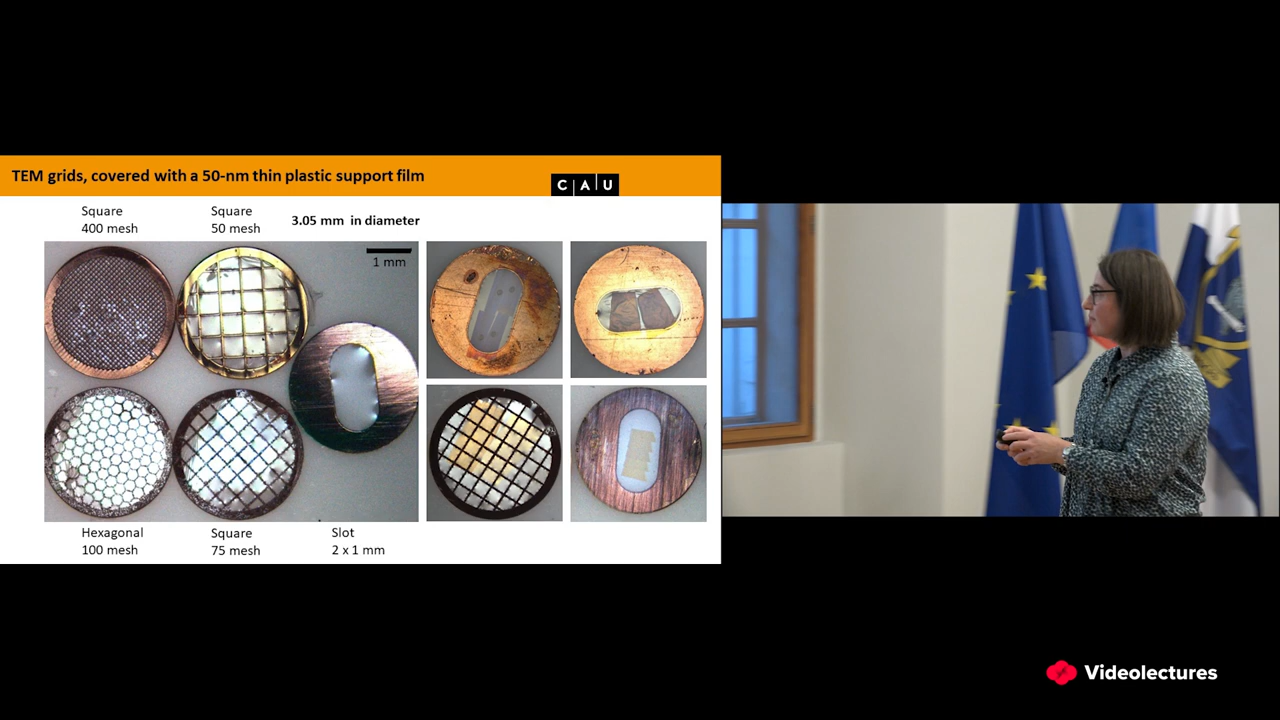 TEM grids, covered with a 50-nm thin plastic support film
C A U
Square
400 mesh
Square
50 mesh
3.05 mm in diameter
1 mm
Hexagonal
100 mesh
Square
75 mesh
Slot
2 x 1 mm
Videolectures